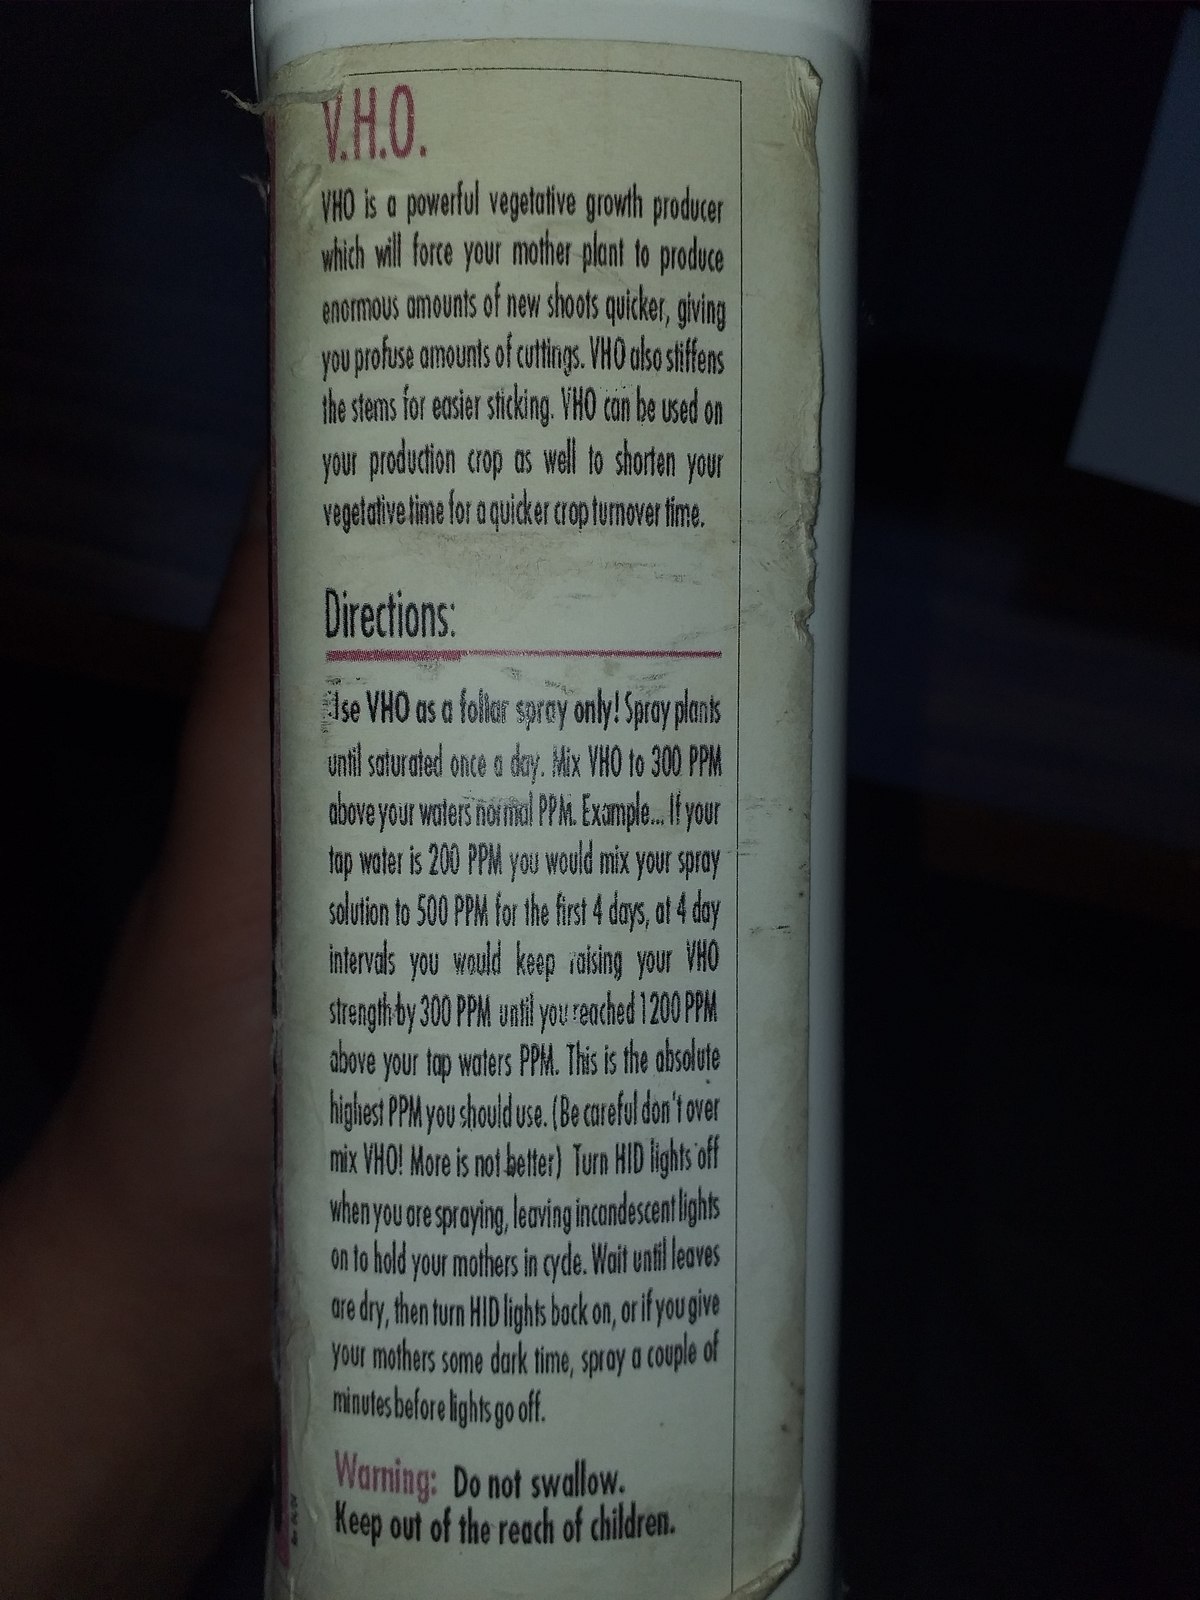 V.H.O.
VHO is a powerful vegetative growth producer
which will force your mother plant to produce
enormous amounts of new shoots quicker, giving
you profuse amounts of cuttings. VHO also stiffens
the stems for easier sticking. VHO can be used on
your production crop as well to shorten your
vegetative time for a quicker crop turnover time.
Directions:
Use VHO as a foliar spray only! Spray plants
until saturated once a day. Mix VHO to 300 PPM
above your waters normal PPM. Example... If your
tap water is 200 PPM you would mix your spray
solution to 500 PPM for the first 4 days, at 4 day
intervals you would keep raising your VHO
strength by 300 PPM until you reached 1200 PPM
above your tap waters PPM. This is the absolute
highest PPM you should use. (Be careful don't over
mix VHO! More is not better) Turn HID lights off
when you are spraying, leaving incandescent lights
on to hold your mothers in cycle. Wait until leaves
are dry, then turn HID lights back on, or if you give
your mothers some dark time, spray a couple of
minutes before lights go off.
Warning: Do not swallow.
Keep out of the reach of children.